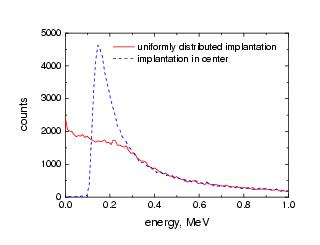 5000
uniformly distributed implantation
implantation in center
4000
3000
counts
2000
1000
0
0.0 0.2 0.4 0.6 0.8 1.0
energy, MeV